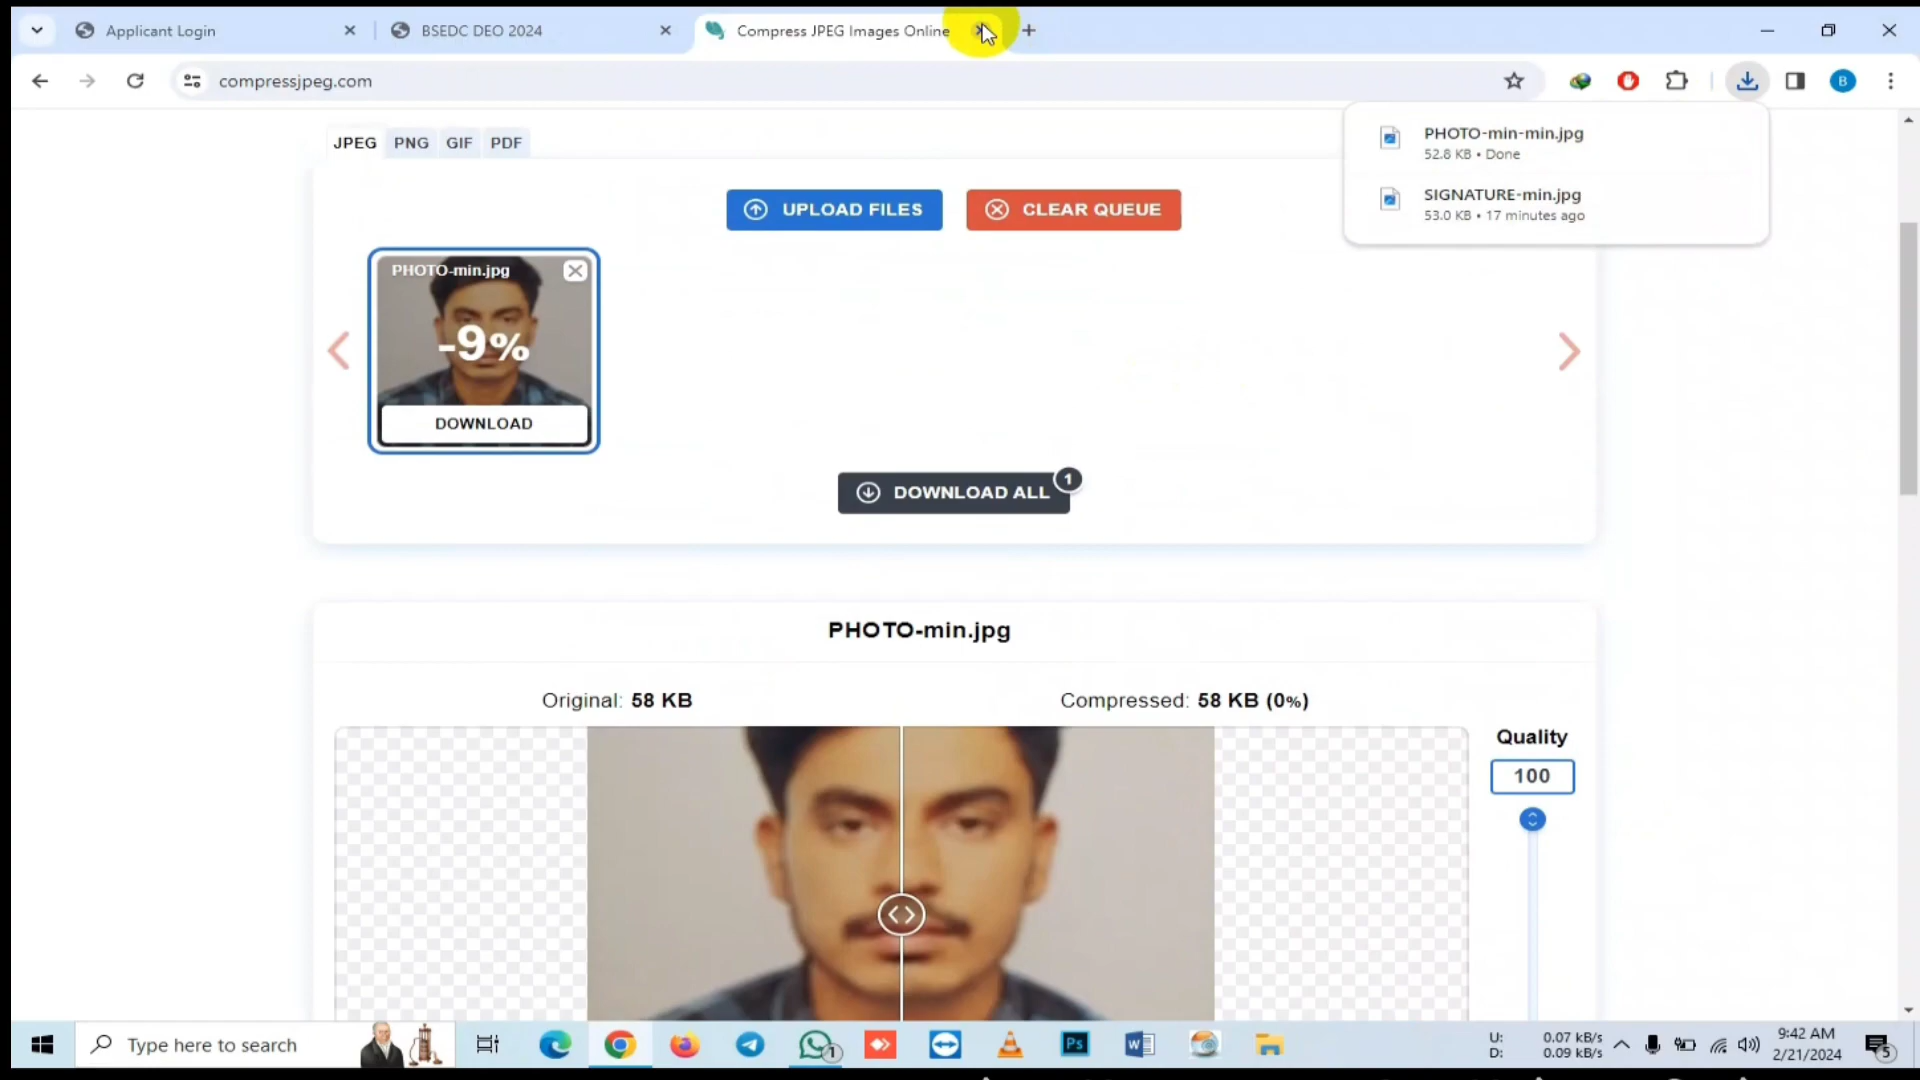 Applicant Login
BSEDC DEO 2024
Compress JPEG Images Online
compressjpeg.com
B
PHOTO-min-min.jpg
52.8 KB • Done
SIGNATURE-min.jpg
53.0 KB • 17 minutes ago
JPEG PNG GIF PDF
UPLOAD FILES
CLEAR QUEUE
PHOTO-min.jpg
-9%
DOWNLOAD
DOWNLOAD ALL
1
PHOTO-min.jpg
Original: 58 KB
Compressed: 58 KB (0%)
Quality
100
Type here to search
1
Ps
W
U: 0.07 kB/s
D: 0.09 kB/s
9:42 AM
2/21/2024
5